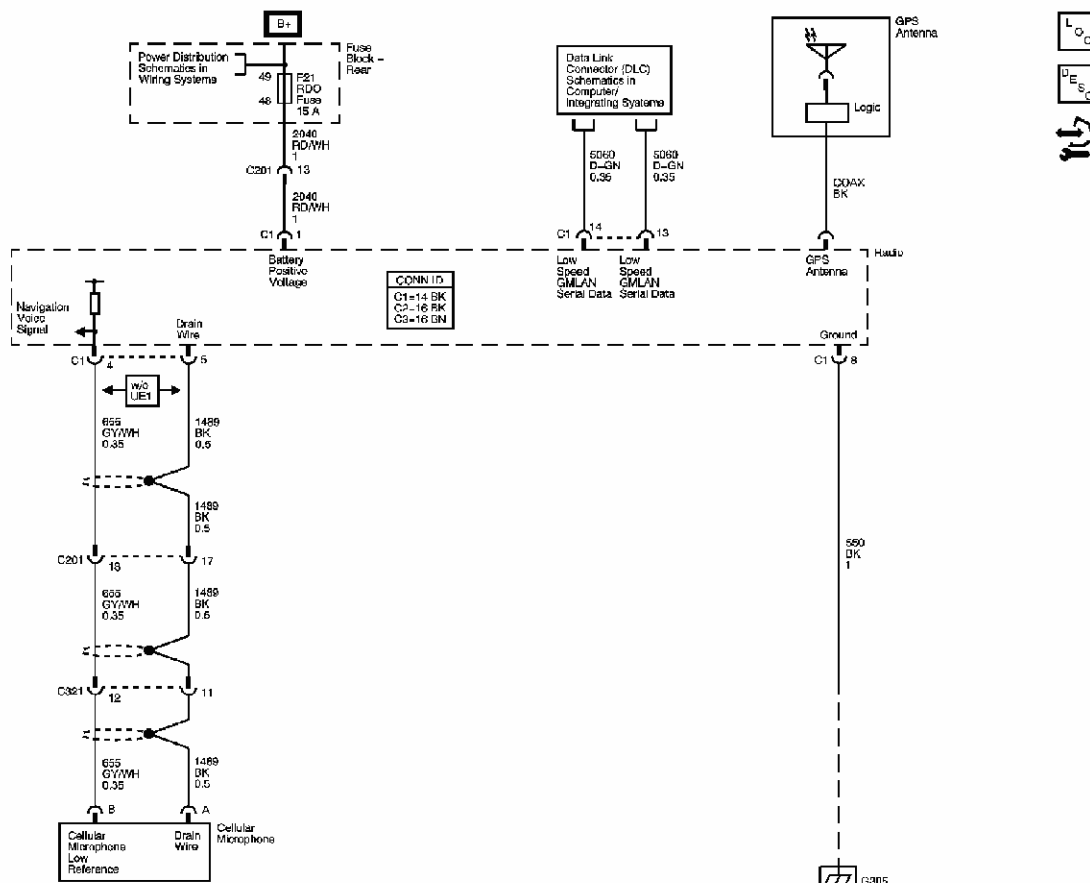 B+
Fuse
Block –
Rear
Power Distribution
Schematics in
Wiring Systems
49
F21
RDO
Fuse
15 A
48
2040
RD/WH
1
C201
13
2040
RD/WH
1
C1
1
Battery
Positive
Voltage
Data Link
Connector (DLC)
Schematics in
Computer/
Integrating Systems
5060
D-GN
0.35
5060
D-GN
0.35
C1
14
13
Low
Speed
GMLAN
Serial Data
Low
Speed
GMLAN
Serial Data
GPS
Antenna
Logic
COAX
BK
GPS
Antenna
Radio
L
O
C
D
E
S
C
CONN ID
C1=14 BK
C2=16 BK
C3=16 BN
Navigation
Voice
Signal
Drain
Wire
Ground
C1
4
5
C1
8
w/o
UE1
655
GY/WH
0.35
1489
BK
0.5
1489
BK
0.5
C201
17
655
GY/WH
0.35
1489
BK
0.5
C321
12
11
655
GY/WH
0.35
1489
BK
0.5
B
A
Cellular
Microphone
Low
Reference
Drain
Wire
Cellular
Microphone
550
BK
1
G305